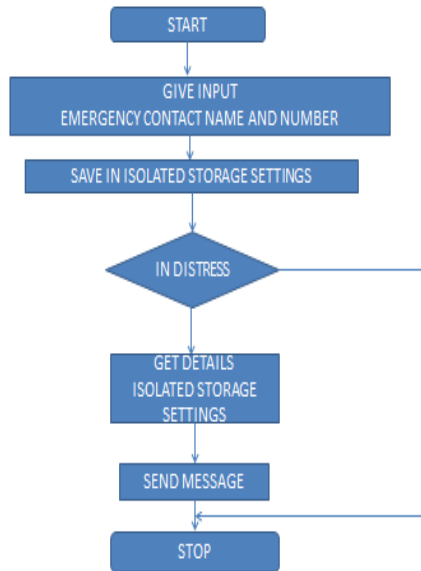 START
GIVE INPUT
EMERGENCY CONTACT NAME AND NUMBER
SAVE IN ISOLATED STORAGE SETTINGS
IN DISTRESS
GET DETAILS
ISOLATED STORAGE
SETTINGS
SEND MESSAGE
STOP